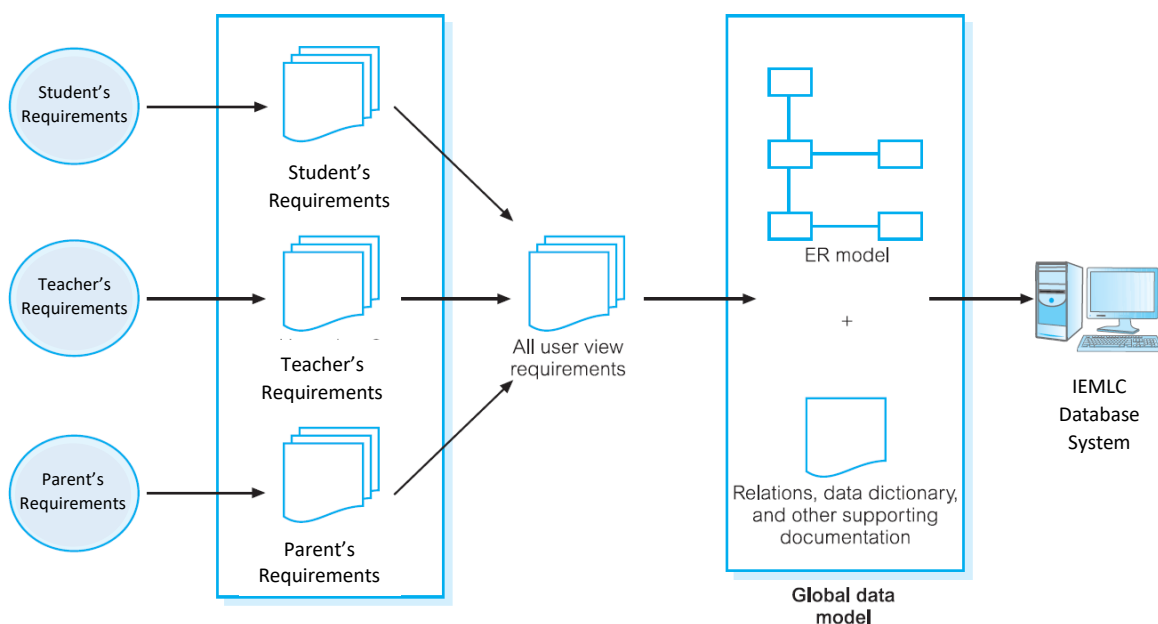 Student's
Requirements
Student's
Requirements
Teacher's
Requirements
Teacher's
Requirements
Parent's
Requirements
Parent's
Requirements
All user view
requirements
ER model
+
Relations, data dictionary,
and other supporting
documentation
Global data
model
IEMLC
Database
System